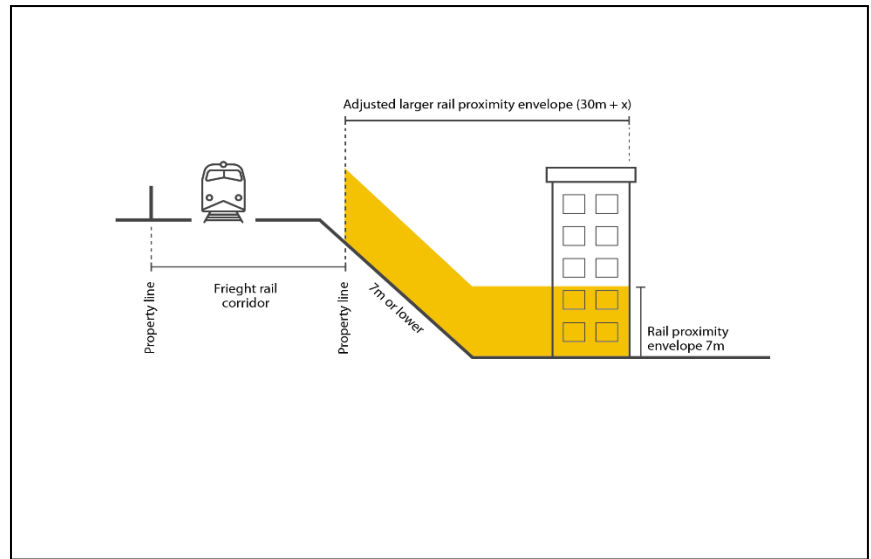 Adjusted larger rail proximity envelope (30m + x)
Frieght rail
corridor
Property line
Property line
7m or lower
Rail proximity
envelope 7m